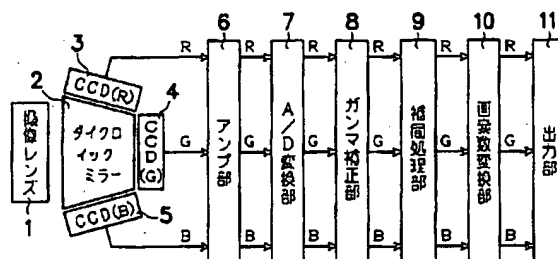 1
撮像レンズ
2
ダイクロ
イック
ミラー
3
CCD(R)
4
CCD(G)
5
CCD(B)
R
G
B
6
アンプ部
R
G
B
7
A/D変換部
R
G
B
8
ガンマ補正部
R
G
B
9
補間処理部
R
G
B
10
画素数変換部
R
G
B
11
出力部